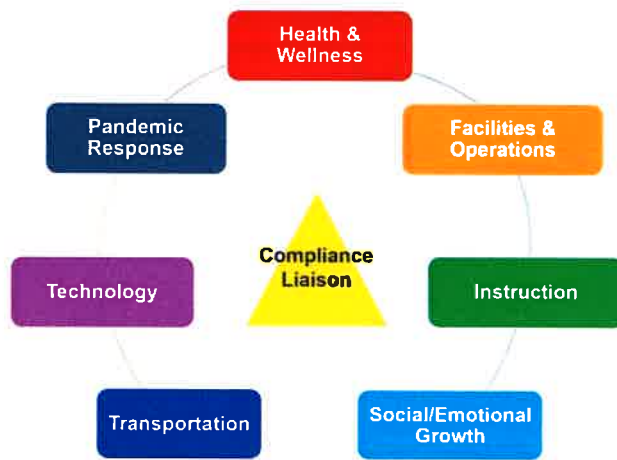 Health &
Wellness
Pandemic
Response
Facilities &
Operations
Compliance
Liaison
Technology
Instruction
Transportation
Social/Emotional
Growth